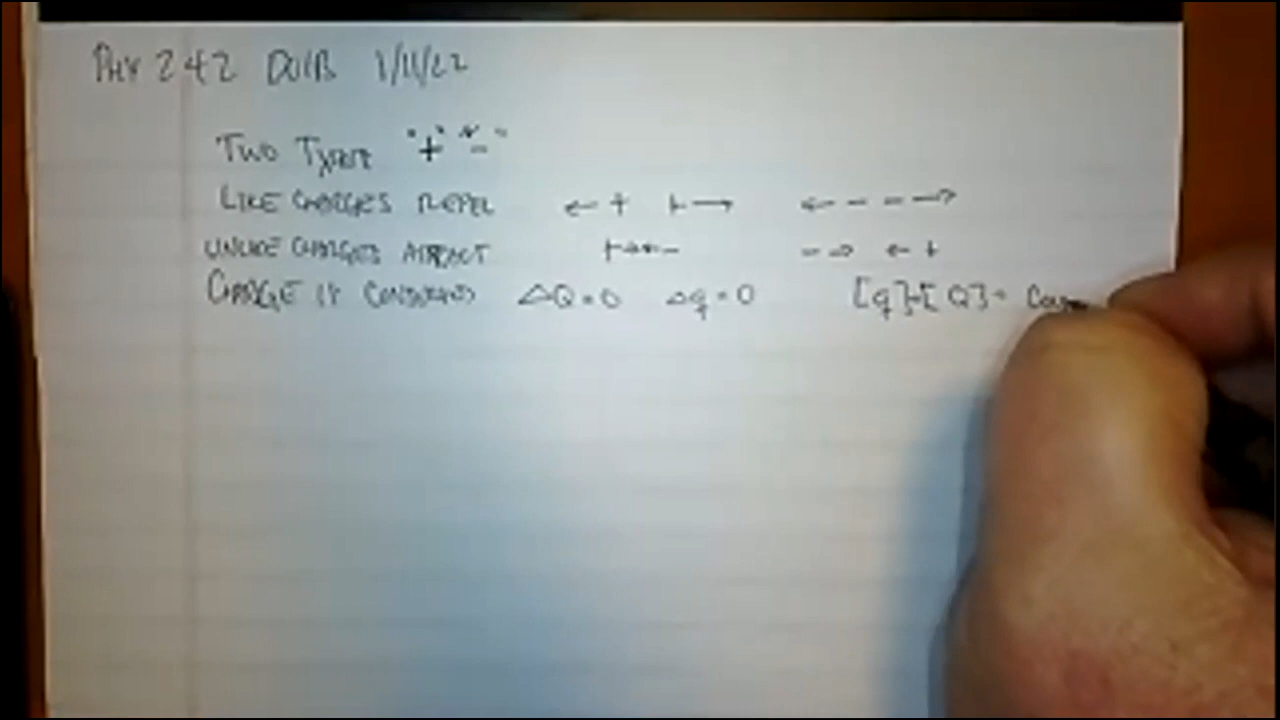 PHY 242 D01B 1/11/22
TWO TYPES "+" "-"
LIKE CHARGES REPEL ← + + → ← - - →
UNLIKE CHARGES ATTRACT + → ← - - → ← +
CHARGE IS CONSERVED ΔQ = 0 Δq = 0 [q] = [Q] =